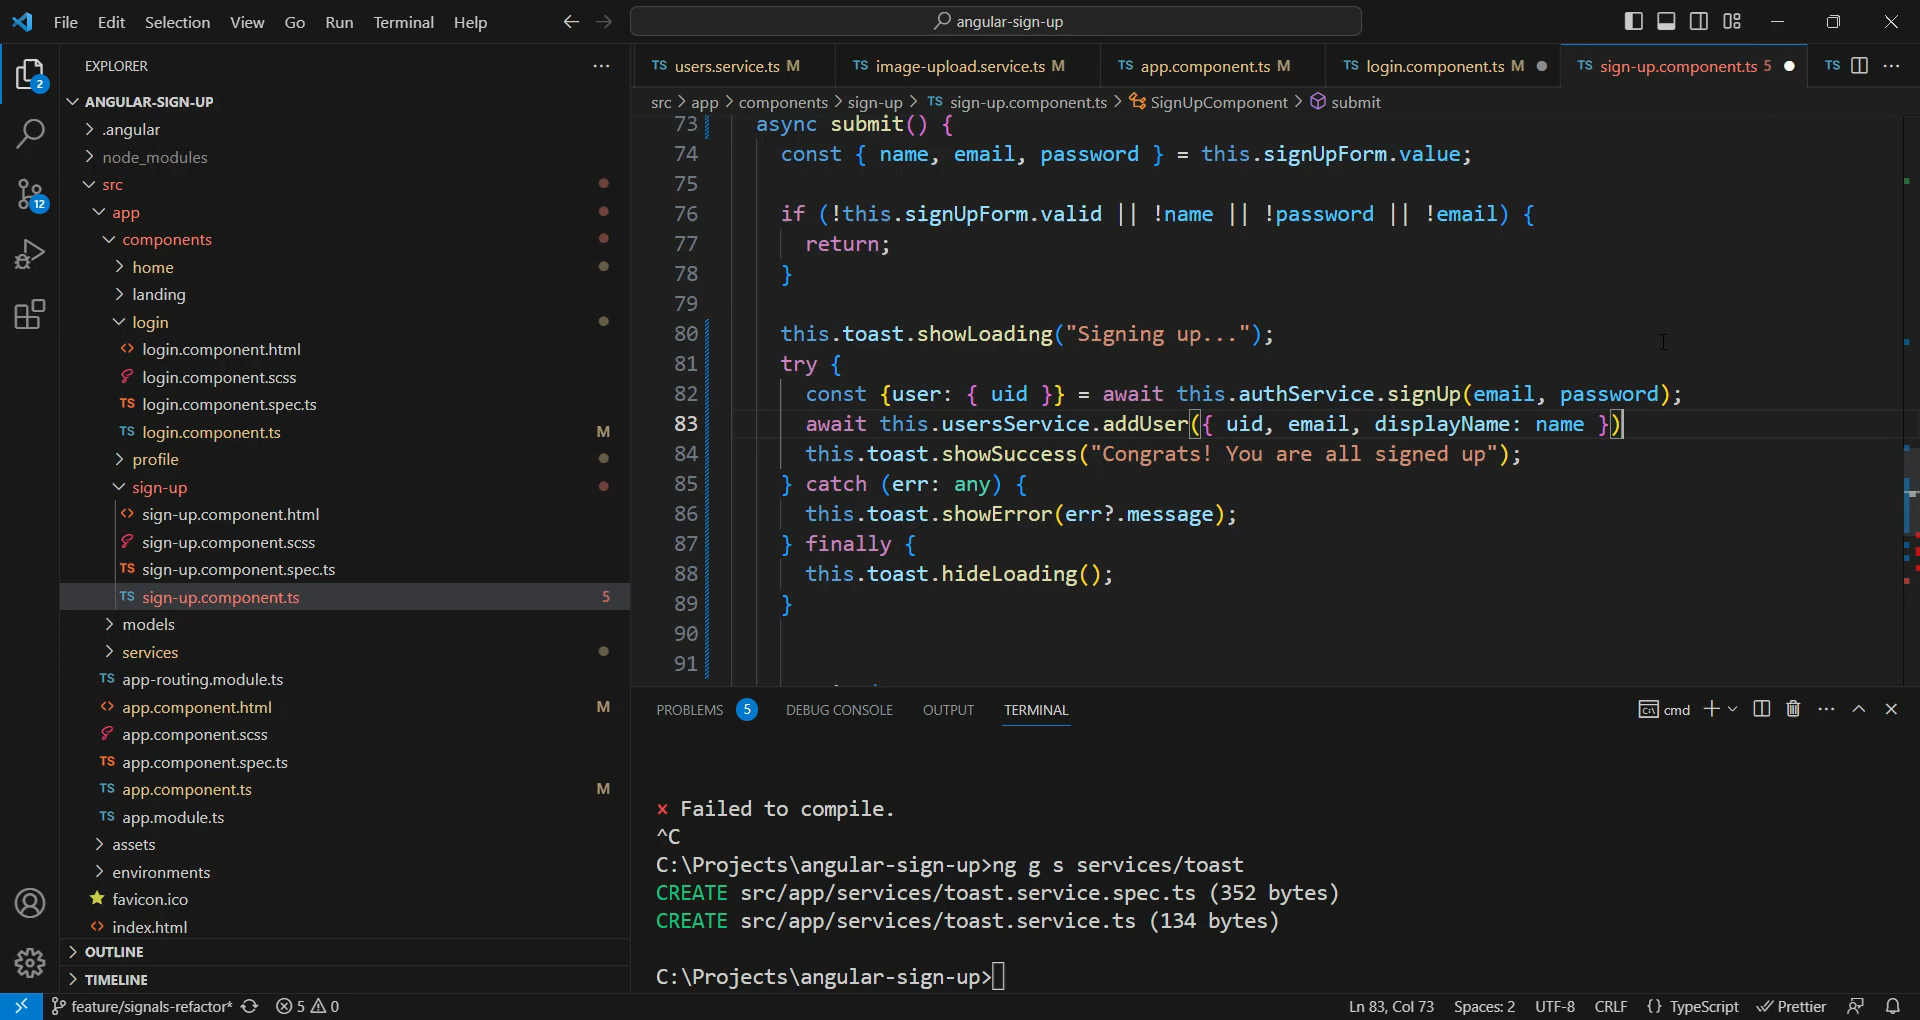 File Edit Selection View Go Run Terminal Help
angular-sign-up
EXPLORER
ANGULAR-SIGN-UP
.angular
node_modules
src
app
components
home
landing
login
login.component.html
login.component.scss
TS login.component.spec.ts
TS login.component.ts M
profile
sign-up
sign-up.component.html
sign-up.component.scss
TS sign-up.component.spec.ts
TS sign-up.component.ts 5
models
services
TS app-routing.module.ts
app.component.html M
app.component.scss
TS app.component.spec.ts
TS app.component.ts M
TS app.module.ts
assets
environments
favicon.ico
index.html
OUTLINE
TIMELINE
2
12
TS users.service.ts M
TS image-upload.service.ts M
TS app.component.ts M
TS login.component.ts M
TS sign-up.component.ts 5
TS
src > app > components > sign-up > TS sign-up.component.ts > SignUpComponent > submit
73 async submit() {
74 const { name, email, password } = this.signUpForm.value;
75
76 if (!this.signUpForm.valid || !name || !password || !email) {
77 return;
78 }
79
80 this.toast.showLoading("Signing up...");
81 try {
82 const {user: { uid }} = await this.authService.signUp(email, password);
83 await this.usersService.addUser({ uid, email, displayName: name })
84 this.toast.showSuccess("Congrats! You are all signed up");
85 } catch (err: any) {
86 this.toast.showError(err?.message);
87 } finally {
88 this.toast.hideLoading();
89 }
90
91
PROBLEMS 5 DEBUG CONSOLE OUTPUT TERMINAL
cmd
× Failed to compile.
^C
C:\Projects\angular-sign-up>ng g s services/toast
CREATE src/app/services/toast.service.spec.ts (352 bytes)
CREATE src/app/services/toast.service.ts (134 bytes)
C:\Projects\angular-sign-up>
feature/signals-refactor* 5 0
Ln 83, Col 73 Spaces: 2 UTF-8 CRLF {} TypeScript Prettier